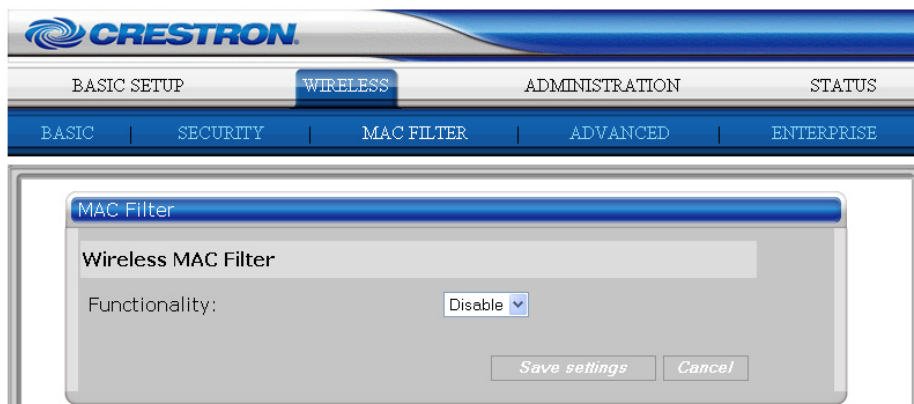 CRESTRON.
BASIC SETUP WIRELESS ADMINISTRATION STATUS
BASIC | SECURITY | MAC FILTER | ADVANCED | ENTERPRISE
MAC Filter
Wireless MAC Filter
Functionality: Disable
Save settings Cancel